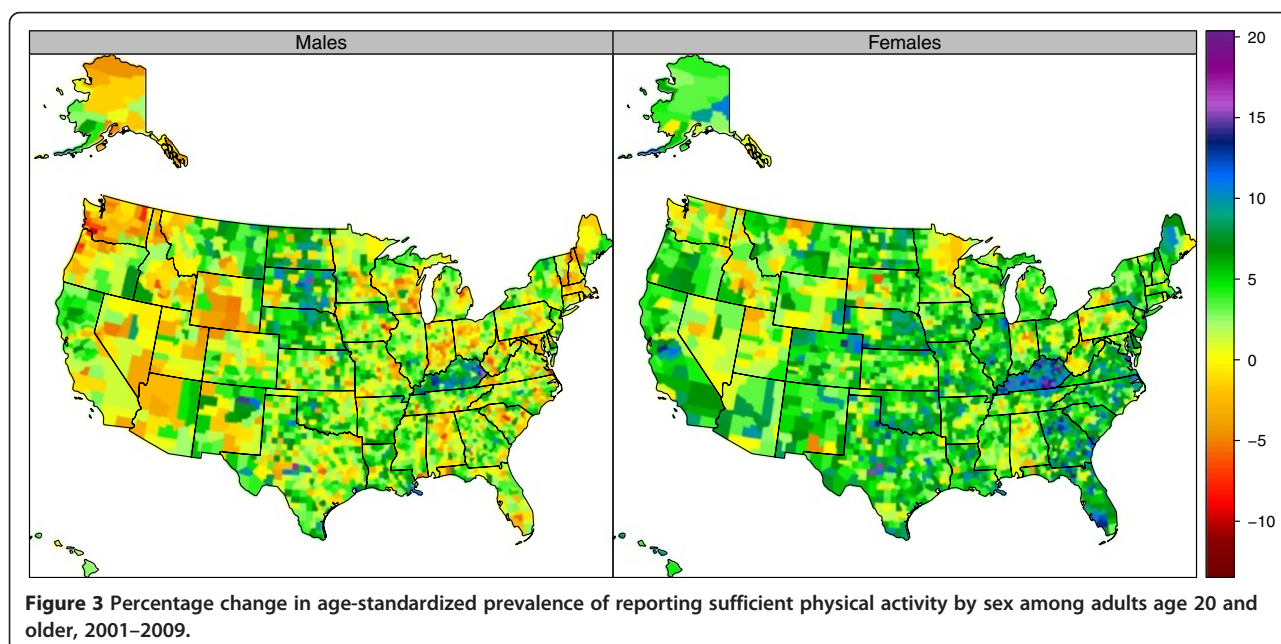 Males
Females
20
15
10
5
0
−5
−10
Figure 3 Percentage change in age-standardized prevalence of reporting sufficient physical activity by sex among adults age 20 and
older, 2001–2009.